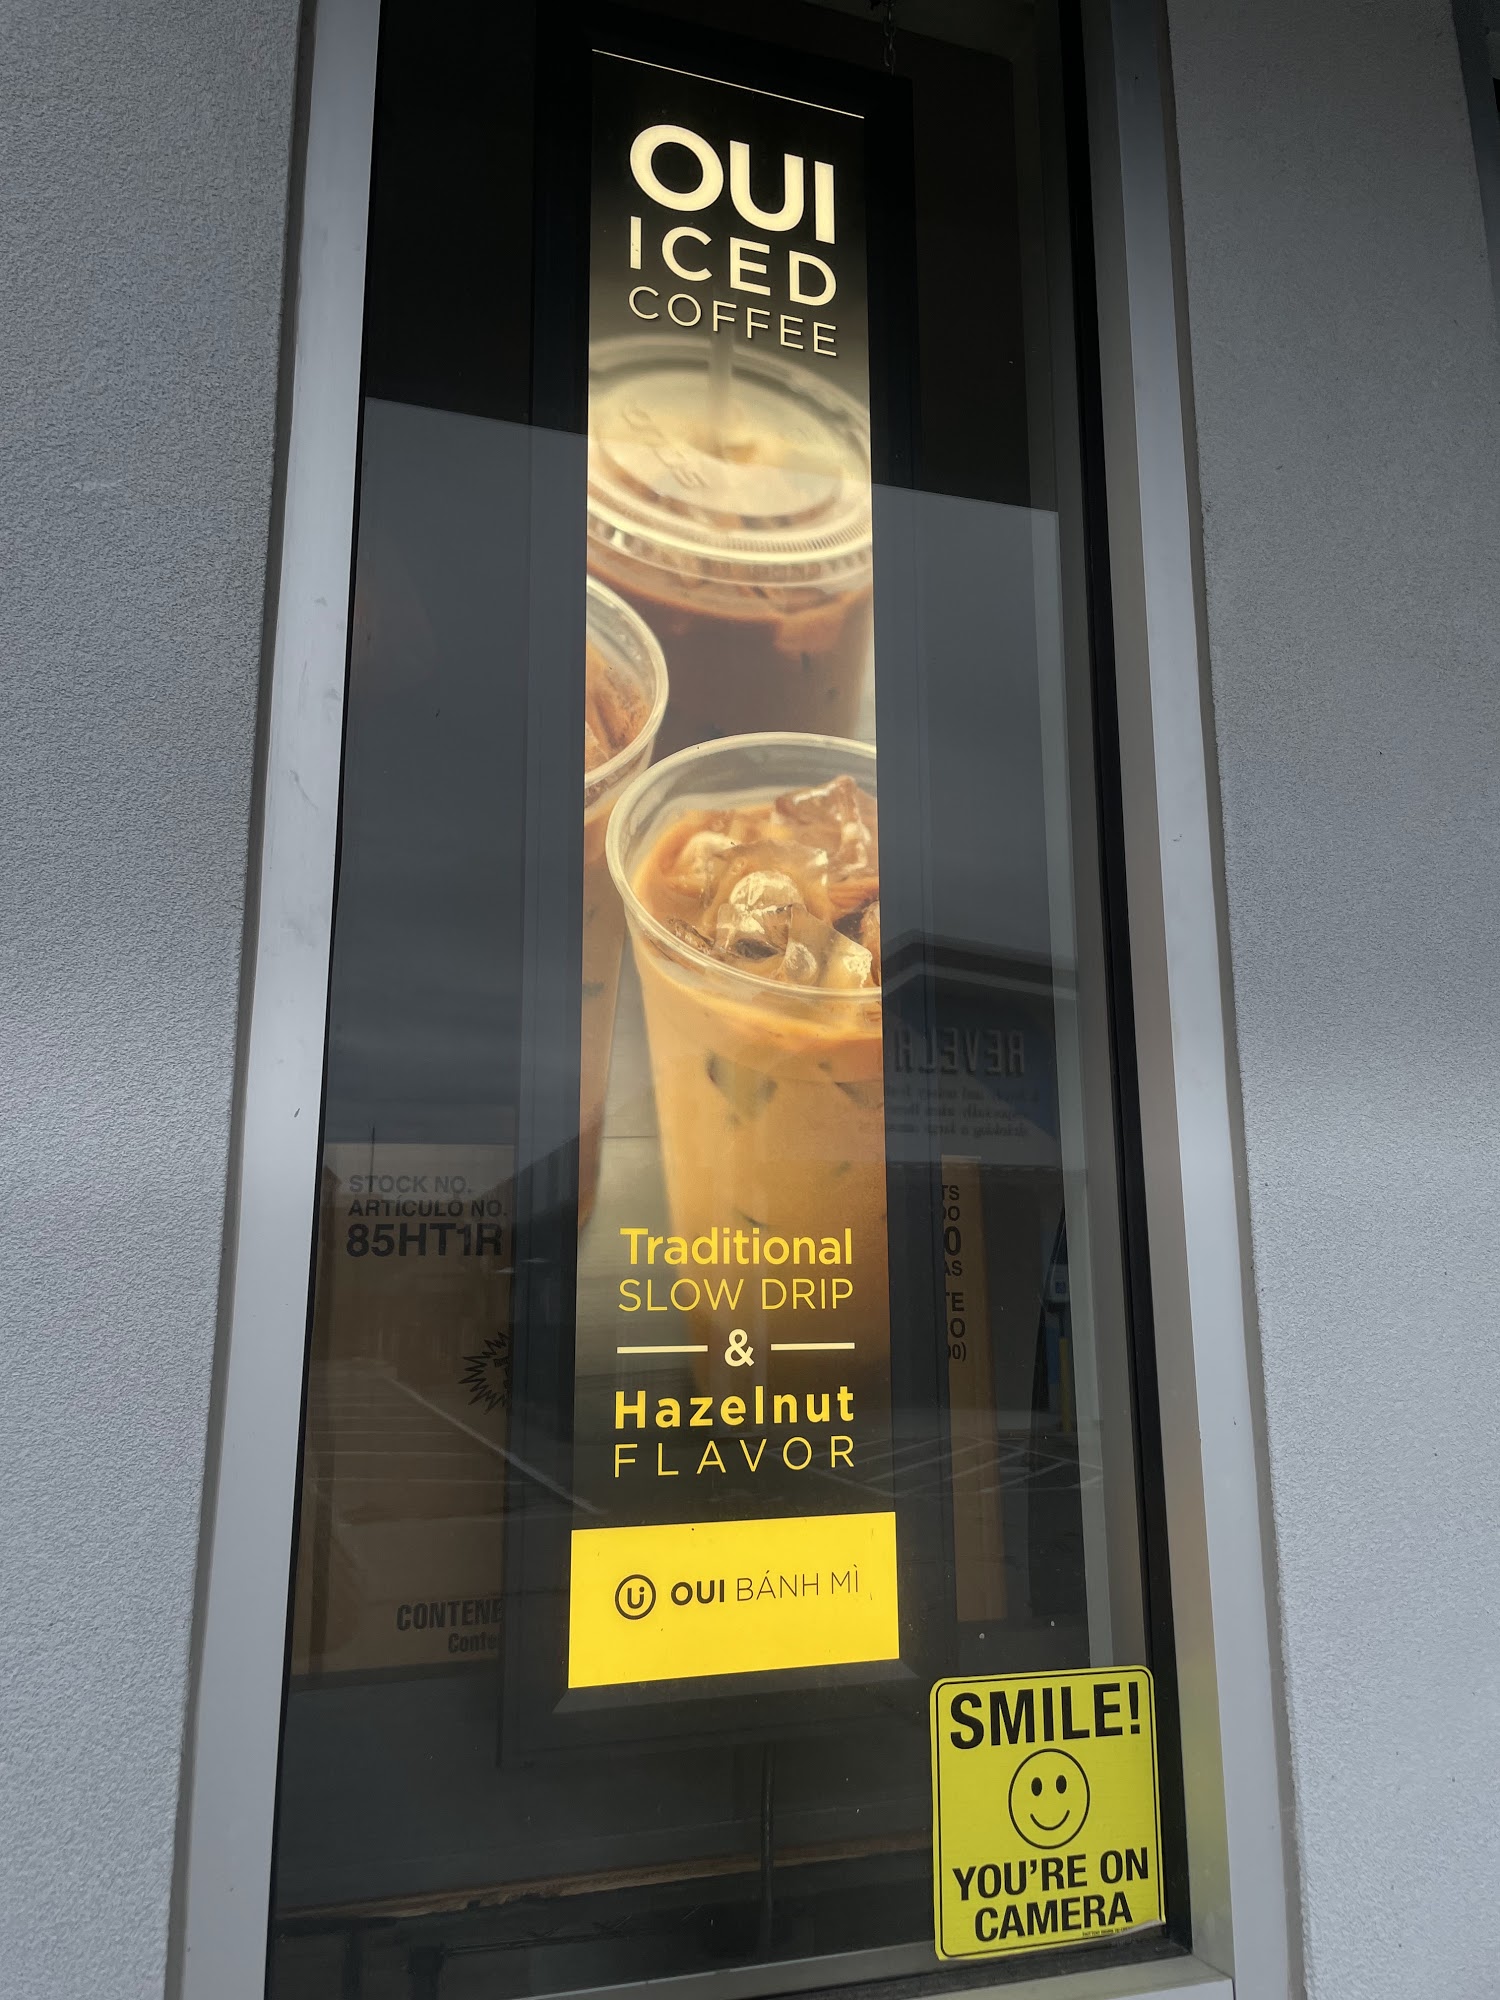 OUI
ICED
COFFEE
Traditional
SLOW DRIP
&
Hazelnut
FLAVOR
OUI BÁNH MÌ
STOCK NO.
ARTÍCULO NO.
85HT1R
SMILE!
YOU'RE ON
CAMERA